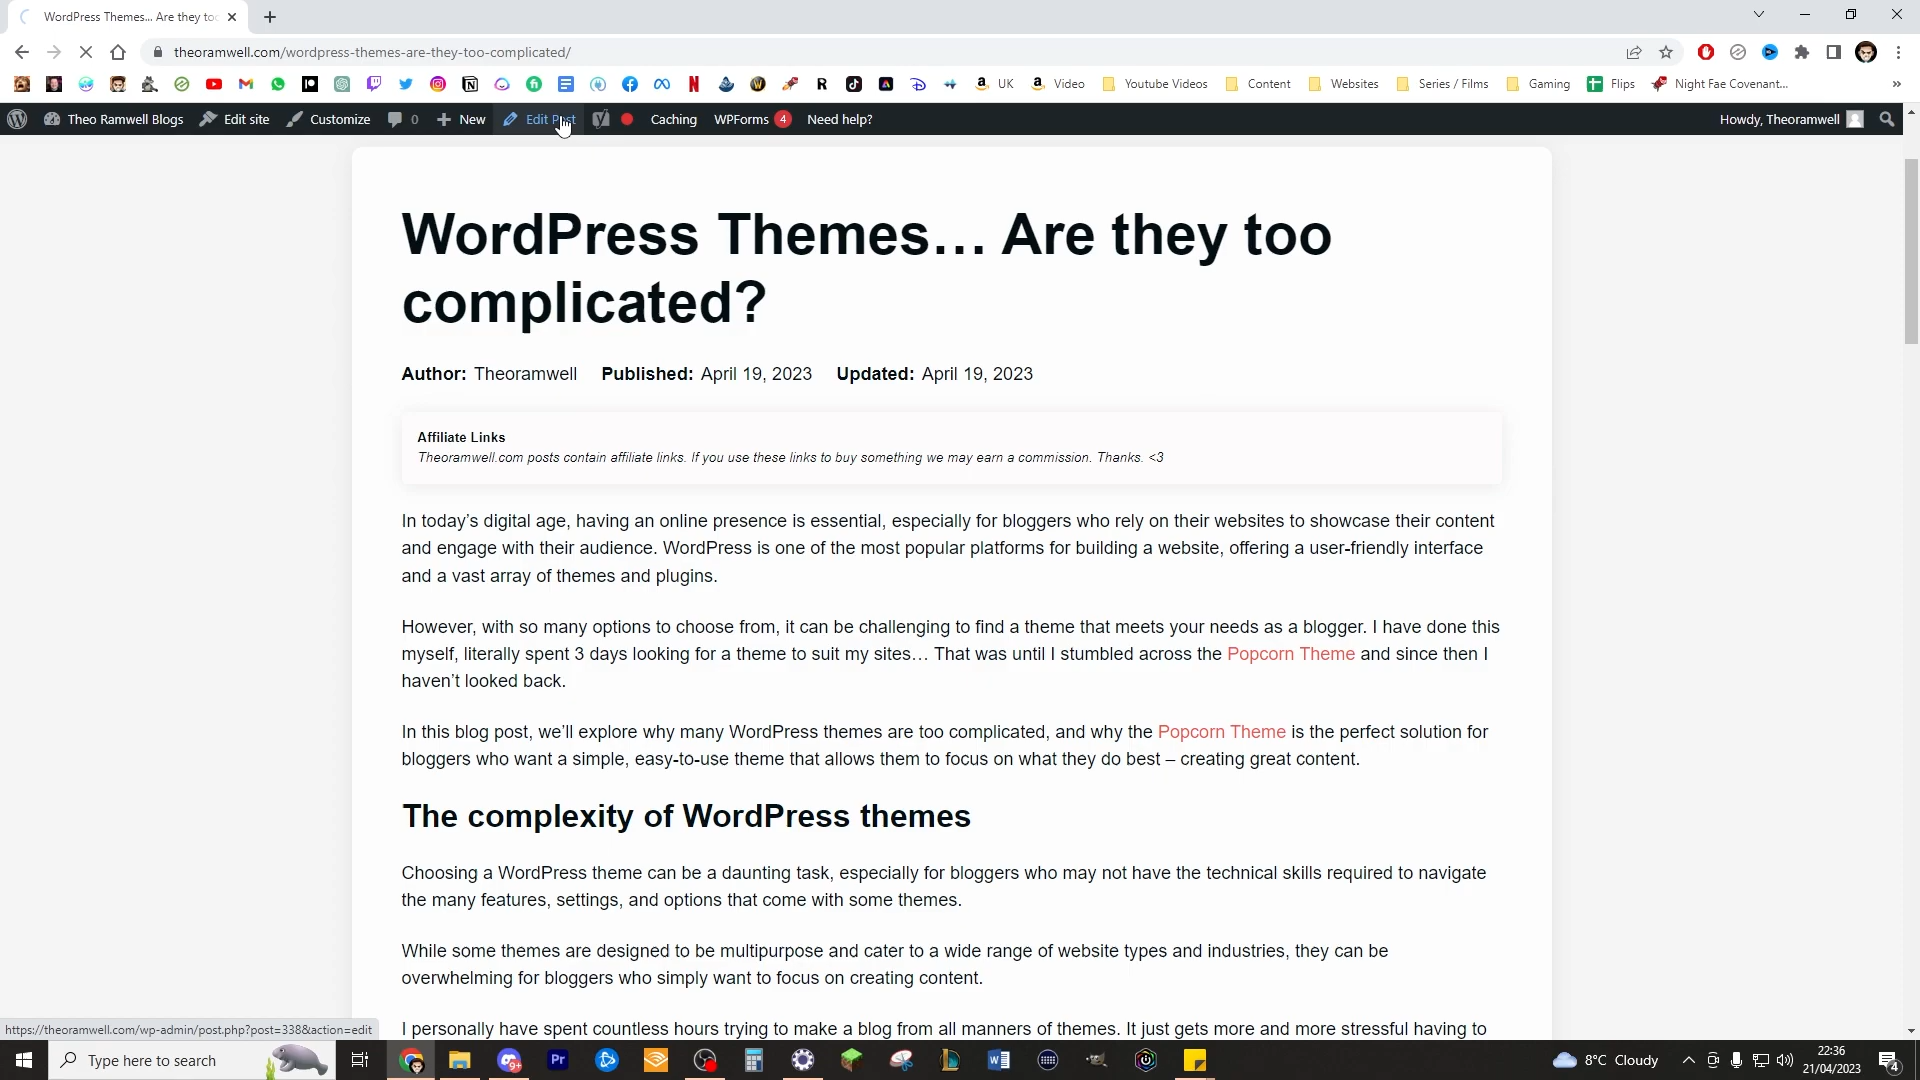 WordPress Themes... Are they too
theoramwell.com/wordpress-themes-are-they-too-complicated/
UK
Video
Youtube Videos
Content
Websites
Series / Films
Gaming
Flips
Night Fae Covenant...
»
Theo Ramwell Blogs
Edit site
Customize
0
New
Edit Post
Caching
WPForms 4
Need help?
Howdy, Theoramwell
WordPress Themes… Are they too
complicated?
Author: Theoramwell Published: April 19, 2023 Updated: April 19, 2023
Affiliate Links
Theoramwell.com posts contain affiliate links. If you use these links to buy something we may earn a commission. Thanks. <3
In today’s digital age, having an online presence is essential, especially for bloggers who rely on their websites to showcase their content
and engage with their audience. WordPress is one of the most popular platforms for building a website, offering a user-friendly interface
and a vast array of themes and plugins.
However, with so many options to choose from, it can be challenging to find a theme that meets your needs as a blogger. I have done this
myself, literally spent 3 days looking for a theme to suit my sites… That was until I stumbled across the Popcorn Theme and since then I
haven’t looked back.
In this blog post, we’ll explore why many WordPress themes are too complicated, and why the Popcorn Theme is the perfect solution for
bloggers who want a simple, easy-to-use theme that allows them to focus on what they do best – creating great content.
The complexity of WordPress themes
Choosing a WordPress theme can be a daunting task, especially for bloggers who may not have the technical skills required to navigate
the many features, settings, and options that come with some themes.
While some themes are designed to be multipurpose and cater to a wide range of website types and industries, they can be
overwhelming for bloggers who simply want to focus on creating content.
I personally have spent countless hours trying to make a blog from all manners of themes. It just gets more and more stressful having to
https://theoramwell.com/wp-admin/post.php?post=338&action=edit
Type here to search
8°C Cloudy
22:36
21/04/2023
4